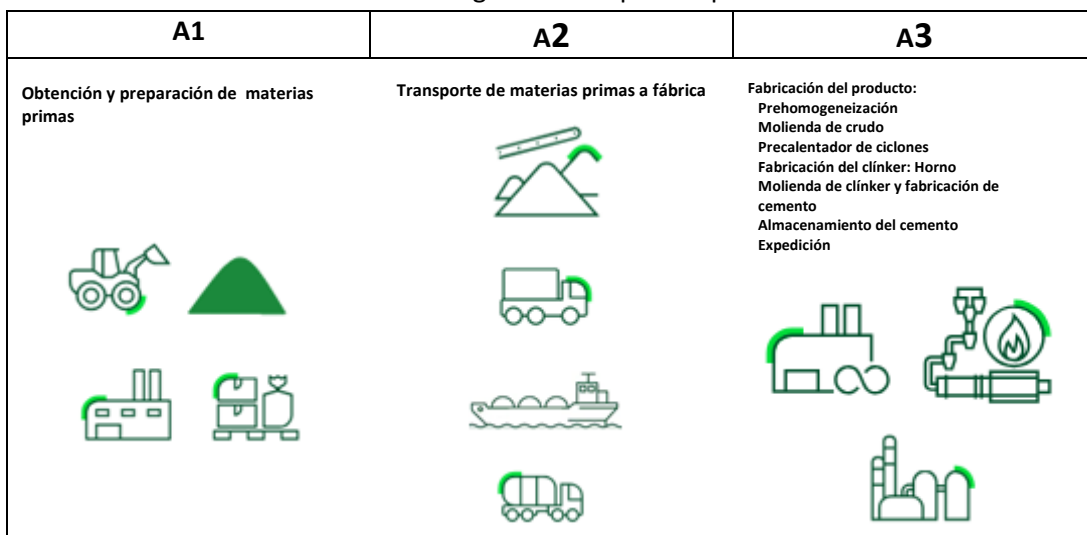 A1
A2
A3
Obtención y preparación de materias
primas
Transporte de materias primas a fábrica
Fabricación del producto:
Prehomogeneización
Molienda de crudo
Precalentador de ciclones
Fabricación del clínker: Horno
Molienda de clínker y fabricación de
cemento
Almacenamiento del cemento
Expedición